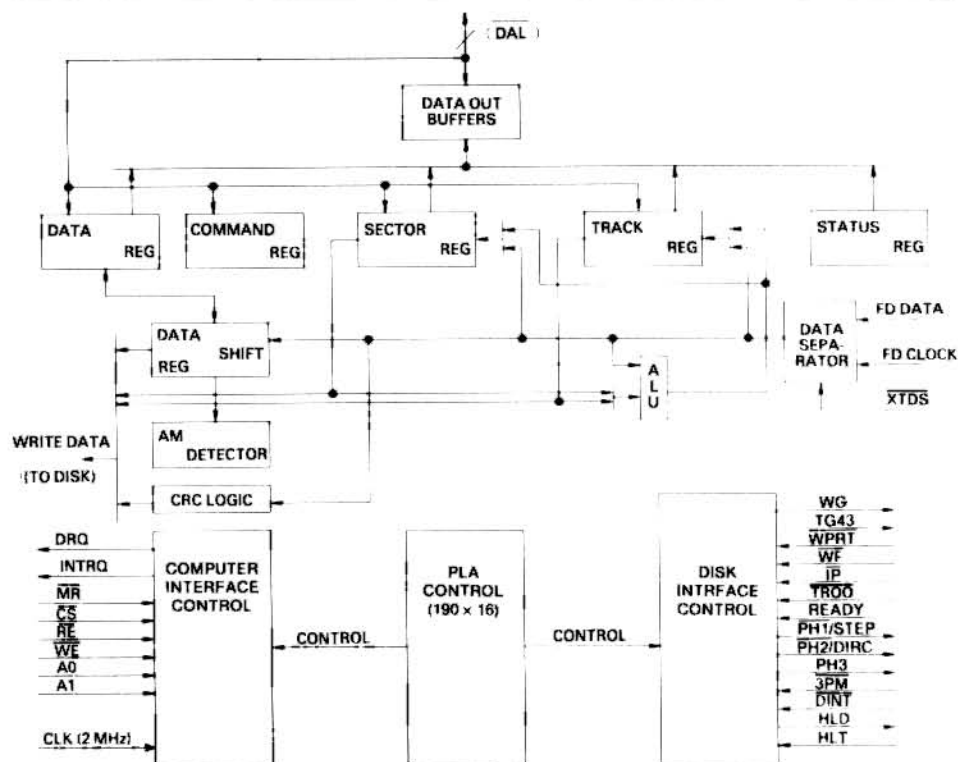 (DAL)
DATA OUT
BUFFERS
DATA
REG
COMMAND
REG
SECTOR
REG
TRACK
REG
STATUS
REG
DATA
SHIFT
REG
ALU
DATA
SEPA-
RATOR
FD DATA
FD CLOCK
XTDS
AM
DETECTOR
WRITE DATA
(TO DISK)
CRC LOGIC
DRQ
INTRQ
MR
CS
RE
WE
A0
A1
CLK (2 MHz)
COMPUTER
INTERFACE
CONTROL
CONTROL
PLA
CONTROL
(190 × 16)
CONTROL
DISK
INTRFACE
CONTROL
WG
TG43
WPRT
WF
IP
TROO
READY
PH1/STEP
PH2/DIRC
PH3
3PM
DINT
HLD
HLT